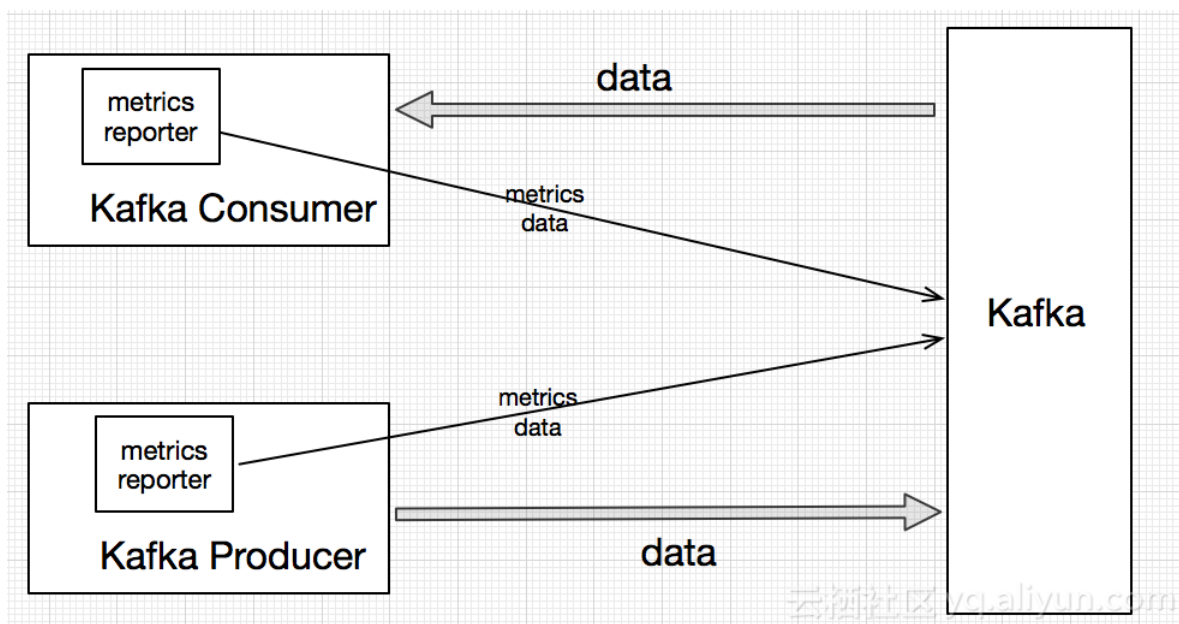 data
metrics
reporter
Kafka Consumer
metrics
data
Kafka
metrics
data
metrics
reporter
Kafka Producer
data
云栖社区 yq.aliyun.com